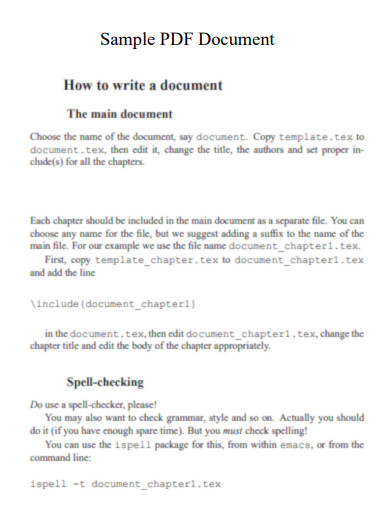 Sample PDF Document
How to write a document
The main document
Choose the name of the document, say document. Copy template.tex to
document.tex, then edit it, change the title, the authors and set proper in-
clude(s) for all the chapters.
Each chapter should be included in the main document as a separate file. You can
choose any name for the file, but we suggest adding a suffix to the name of the
main file. For our example we use the file name document_chapter1.tex.
First, copy template_chapter.tex to document_chapter1.tex
and add the line
\include{document_chapter1}
in the document.tex, then edit document_chapter1.tex, change the
chapter title and edit the body of the chapter appropriately.
Spell-checking
Do use a spell-checker, please!
You may also want to check grammar, style and so on. Actually you should
do it (if you have enough spare time). But you must check spelling!
You can use the ispell package for this, from within emacs, or from the
command line:
ispell -t document_chapter1.tex